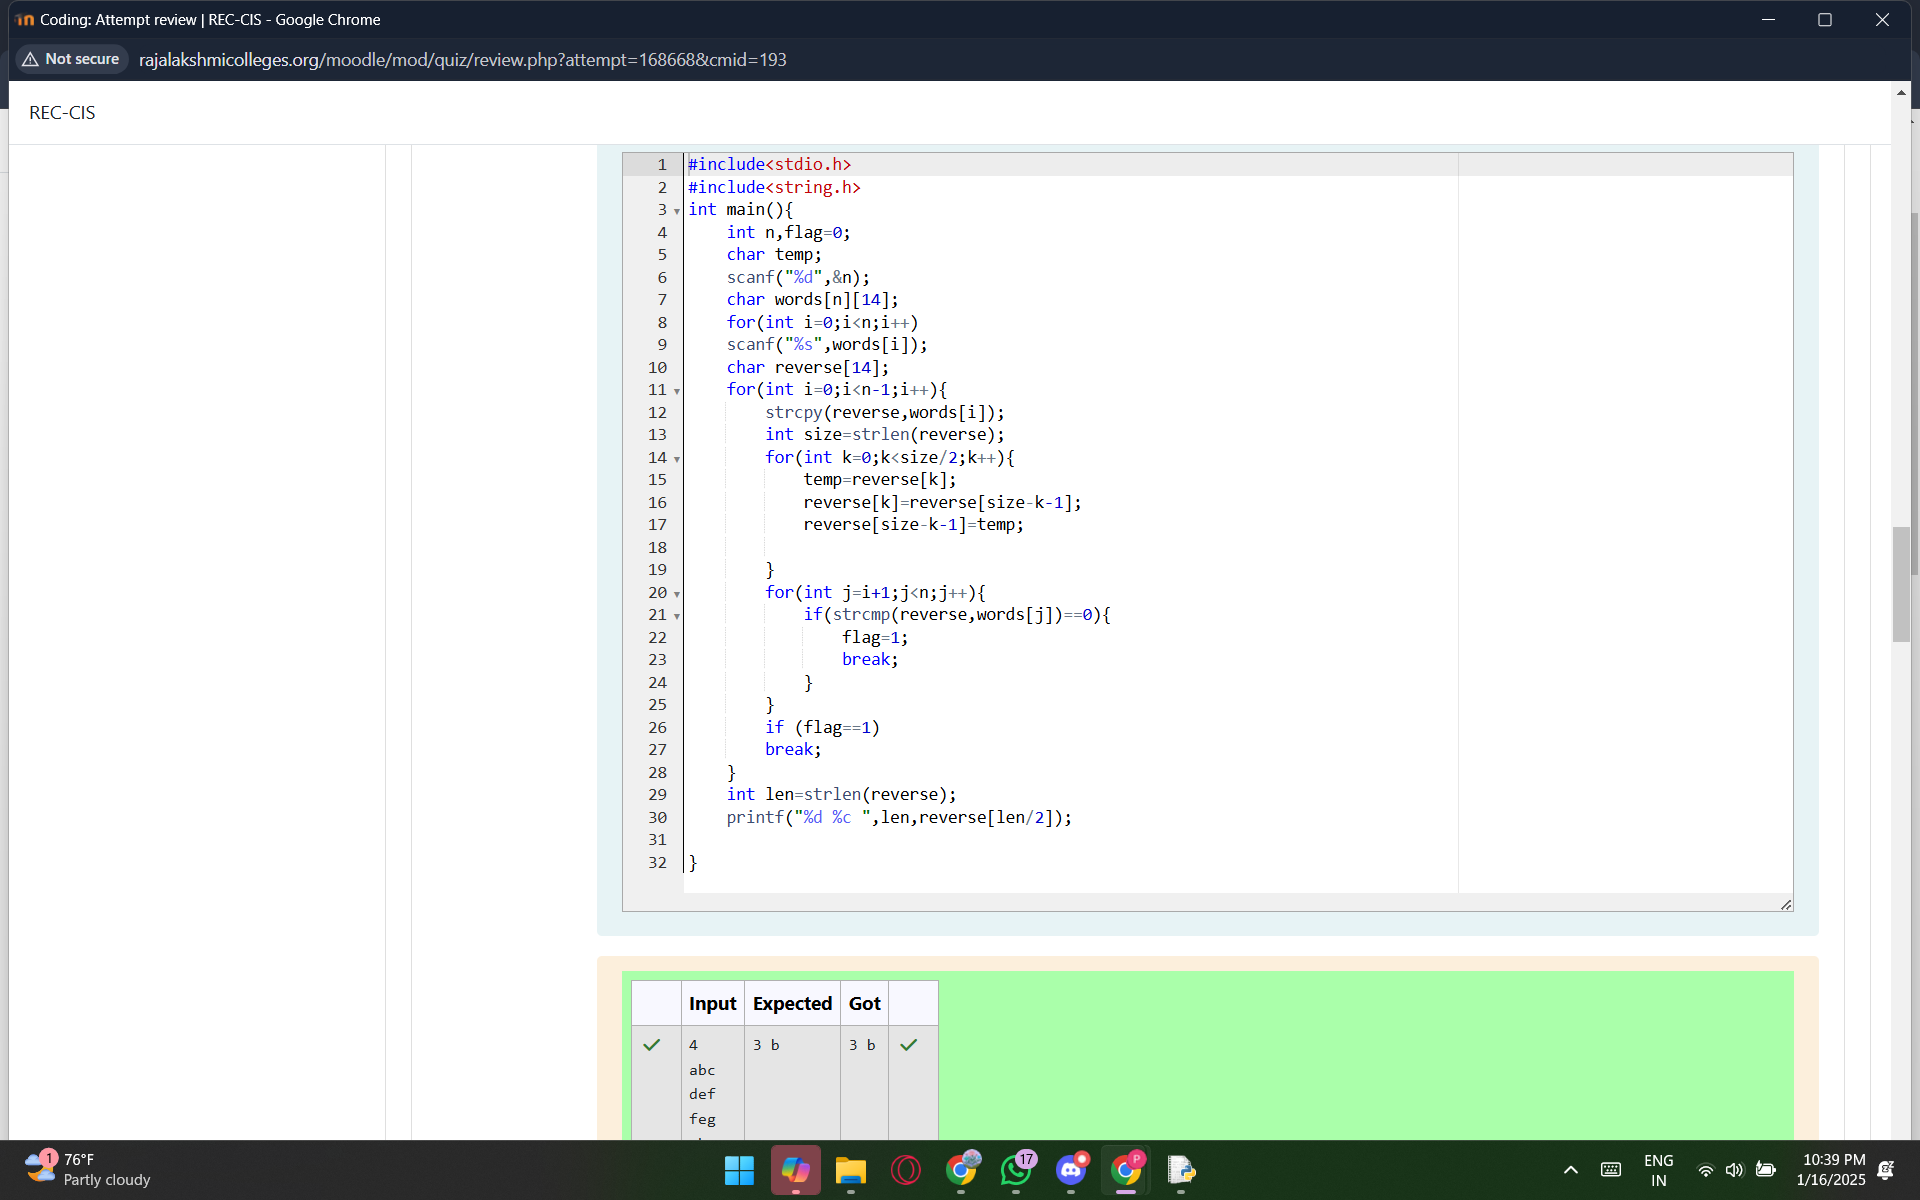 Coding: Attempt review | REC-CIS - Google Chrome
Not secure
rajalakshmicolleges.org/moodle/mod/quiz/review.php?attempt=168668&cmid=193
REC-CIS
1 #include<stdio.h>
2 #include<string.h>
3 int main(){
4     int n,flag=0;
5     char temp;
6     scanf("%d",&n);
7     char words[n][14];
8     for(int i=0;i<n;i++)
9     scanf("%s",words[i]);
10     char reverse[14];
11     for(int i=0;i<n-1;i++){
12         strcpy(reverse,words[i]);
13         int size=strlen(reverse);
14         for(int k=0;k<size/2;k++){
15             temp=reverse[k];
16             reverse[k]=reverse[size-k-1];
17             reverse[size-k-1]=temp;
18
19         }
20         for(int j=i+1;j<n;j++){
21             if(strcmp(reverse,words[j])==0){
22                 flag=1;
23                 break;
24             }
25         }
26         if (flag==1)
27         break;
28     }
29     int len=strlen(reverse);
30     printf("%d %c ",len,reverse[len/2]);
31
32 }
Input Expected Got
4 3 b 3 b
abc
def
feg
1
76°F
Partly cloudy
17
P
ENG
IN
10:39 PM
1/16/2025